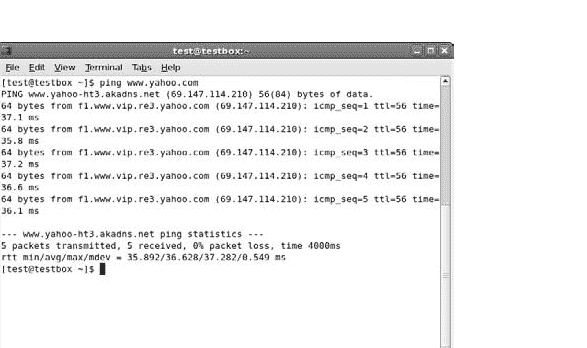 test@testbox:~
File Edit View Terminal Tabs Help
[test@testbox ~]$ ping www.yahoo.com
PING www.yahoo-ht3.akadns.net (69.147.114.210) 56(84) bytes of data.
64 bytes from f1.www.vip.re3.yahoo.com (69.147.114.210): icmp_seq=1 ttl=56 time=
37.1 ms
64 bytes from f1.www.vip.re3.yahoo.com (69.147.114.210): icmp_seq=2 ttl=56 time=
35.8 ms
64 bytes from f1.www.vip.re3.yahoo.com (69.147.114.210): icmp_seq=3 ttl=56 time=
37.2 ms
64 bytes from f1.www.vip.re3.yahoo.com (69.147.114.210): icmp_seq=4 ttl=56 time=
36.6 ms
64 bytes from f1.www.vip.re3.yahoo.com (69.147.114.210): icmp_seq=5 ttl=56 time=
36.1 ms
--- www.yahoo-ht3.akadns.net ping statistics ---
5 packets transmitted, 5 received, 0% packet loss, time 4000ms
rtt min/avg/max/mdev = 35.892/36.628/37.282/0.549 ms
[test@testbox ~]$